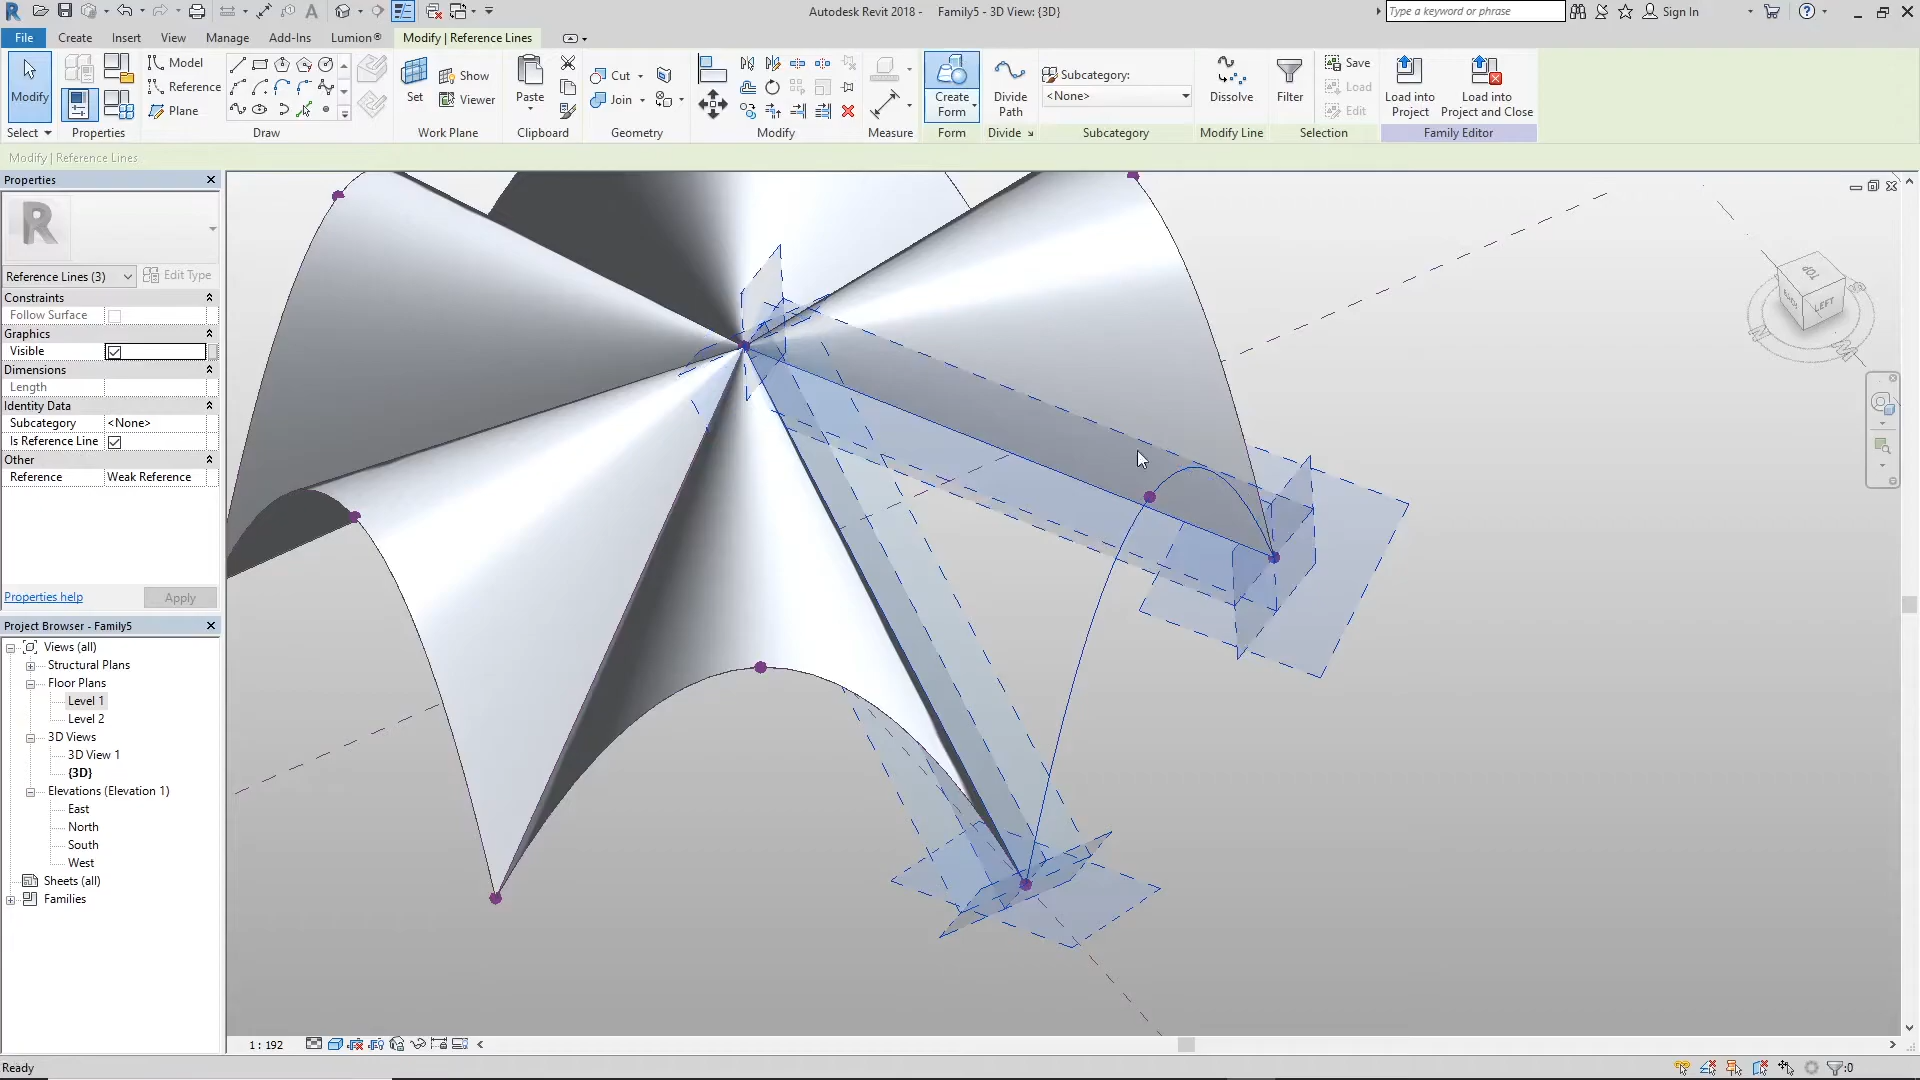 Autodesk Revit 2018 - Family5 - 3D View: {3D}
Type a keyword or phrase
Sign In
File Create Insert View Manage Add-Ins Lumion® Modify | Reference Lines
Modify
Select
Properties
Model
Reference
Plane
Draw
Set
Show
Viewer
Work Plane
Paste
Clipboard
Cut
Join
Geometry
Modify
Measure
Create Form
Form
Divide Path
Divide
Subcategory:
<None>
Subcategory
Dissolve
Modify Line
Filter
Save
Load
Edit
Selection
Load into Project
Load into Project and Close
Family Editor
Modify | Reference Lines
Properties
R
Reference Lines (3)
Edit Type
Constraints
Follow Surface
Graphics
Visible
Dimensions
Length
Identity Data
Subcategory <None>
Is Reference Line
Other
Reference Weak Reference
Properties help
Apply
Project Browser - Family5
Views (all)
Structural Plans
Floor Plans
Level 1
Level 2
3D Views
3D View 1
{3D}
Elevations (Elevation 1)
East
North
South
West
Sheets (all)
Families
TOP
LEFT
1 : 192
Ready
:0